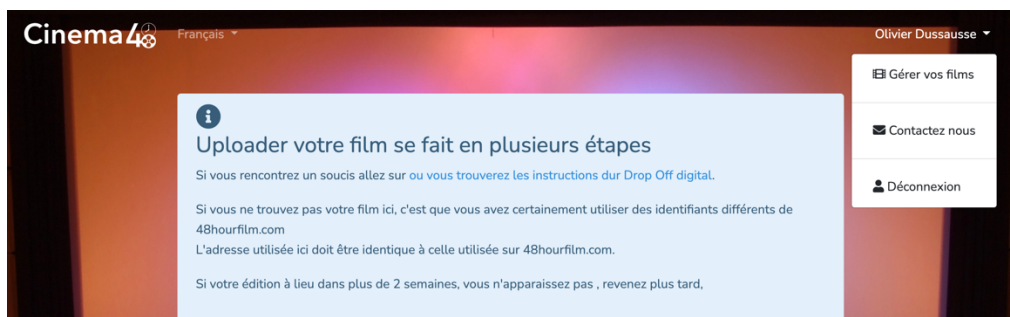 Cinema48
Français
Olivier Dussausse
Gérer vos films
Contactez nous
Déconnexion
Uploader votre film se fait en plusieurs étapes
Si vous rencontrez un soucis allez sur ou vous trouverez les instructions dur Drop Off digital.
Si vous ne trouvez pas votre film ici, c'est que vous avez certainement utiliser des identifiants différents de
48hourfilm.com
L'adresse utilisée ici doit être identique à celle utilisée sur 48hourfilm.com.
Si votre édition à lieu dans plus de 2 semaines, vous n'apparaissez pas , revenez plus tard,